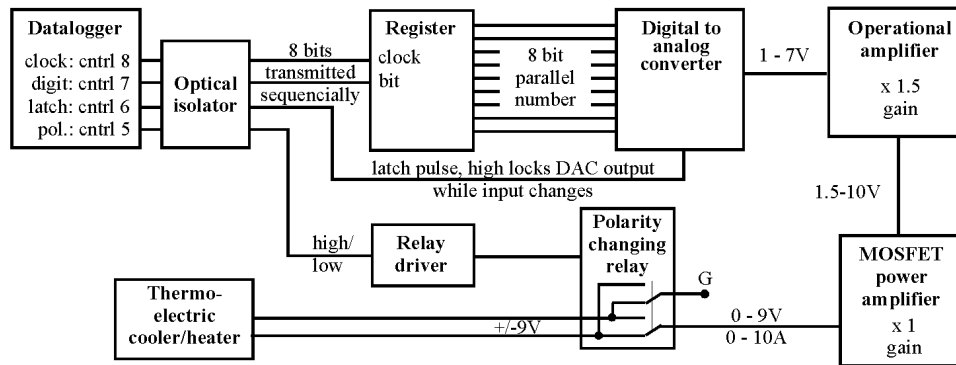 Datalogger
clock: cntrl 8
digit: cntrl 7
latch: cntrl 6
pol.: cntrl 5
Optical
isolator
8 bits
transmitted
sequencially
Register
clock
bit
8 bit
parallel
number
Digital to
analog
converter
1 - 7V
Operational
amplifier
x 1.5
gain
latch pulse, high locks DAC output
while input changes
1.5-10V
high/
low
Relay
driver
Polarity
changing
relay
G
MOSFET
power
amplifier
x 1
gain
Thermo-
electric
cooler/heater
+/-9V
0 - 9V
0 - 10A